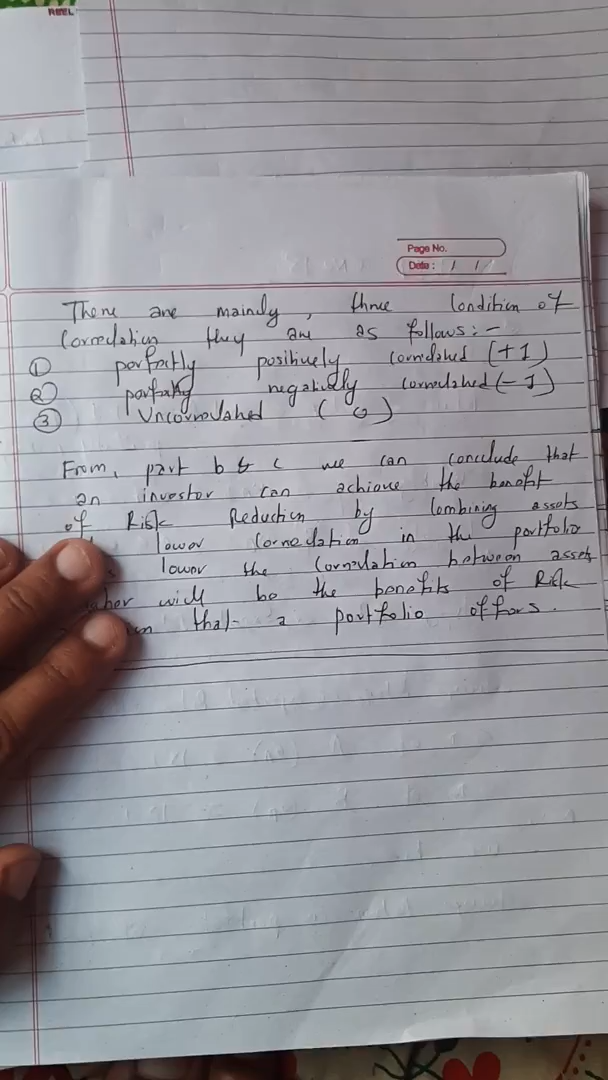 REEL
Page No.
Date : / /
There are mainly, three condition of
Correlation they are as follows:-
① perfactly positively correlated (+1)
② perfactly negatively correlated (-1)
③ Uncorrelated (0)
From, part b & c we can conclude that
an investor can achieve the benefit
of Risk Reduction by Combining assets
lower Correlation in the portfolio
lower the Correlation between assets
will be the benefits of Risk
that a portfolio offers.